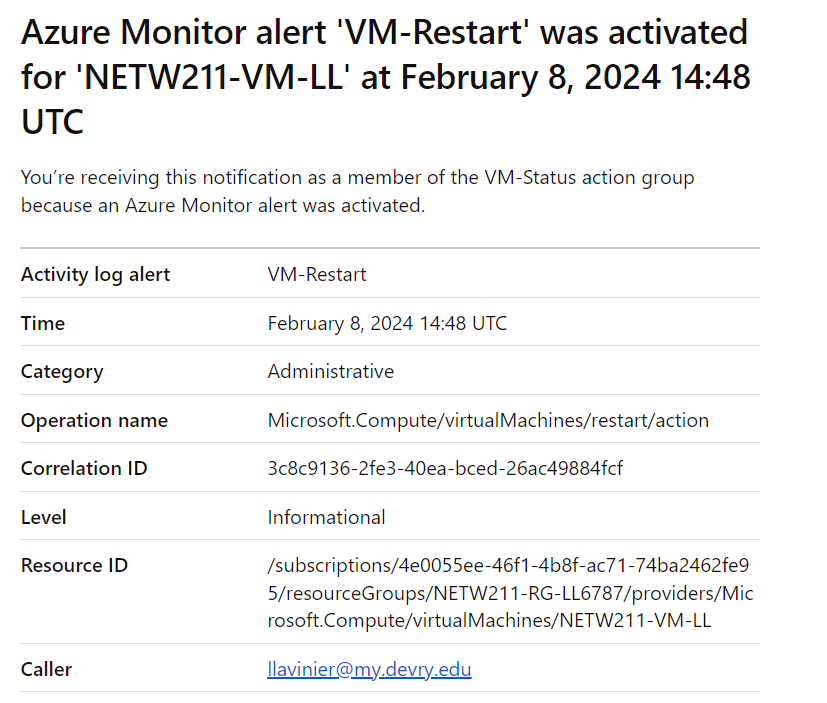 Azure Monitor alert 'VM-Restart' was activated
for 'NETW211-VM-LL' at February 8, 2024 14:48
UTC
You're receiving this notification as a member of the VM-Status action group
because an Azure Monitor alert was activated.
Activity log alert VM-Restart
Time February 8, 2024 14:48 UTC
Category Administrative
Operation name Microsoft.Compute/virtualMachines/restart/action
Correlation ID 3c8c9136-2fe3-40ea-bced-26ac49884fcf
Level Informational
Resource ID /subscriptions/4e0055ee-46f1-4b8f-ac71-74ba2462fe9
5/resourceGroups/NETW211-RG-LL6787/providers/Mic
rosoft.Compute/virtualMachines/NETW211-VM-LL
Caller llavinier@my.devry.edu